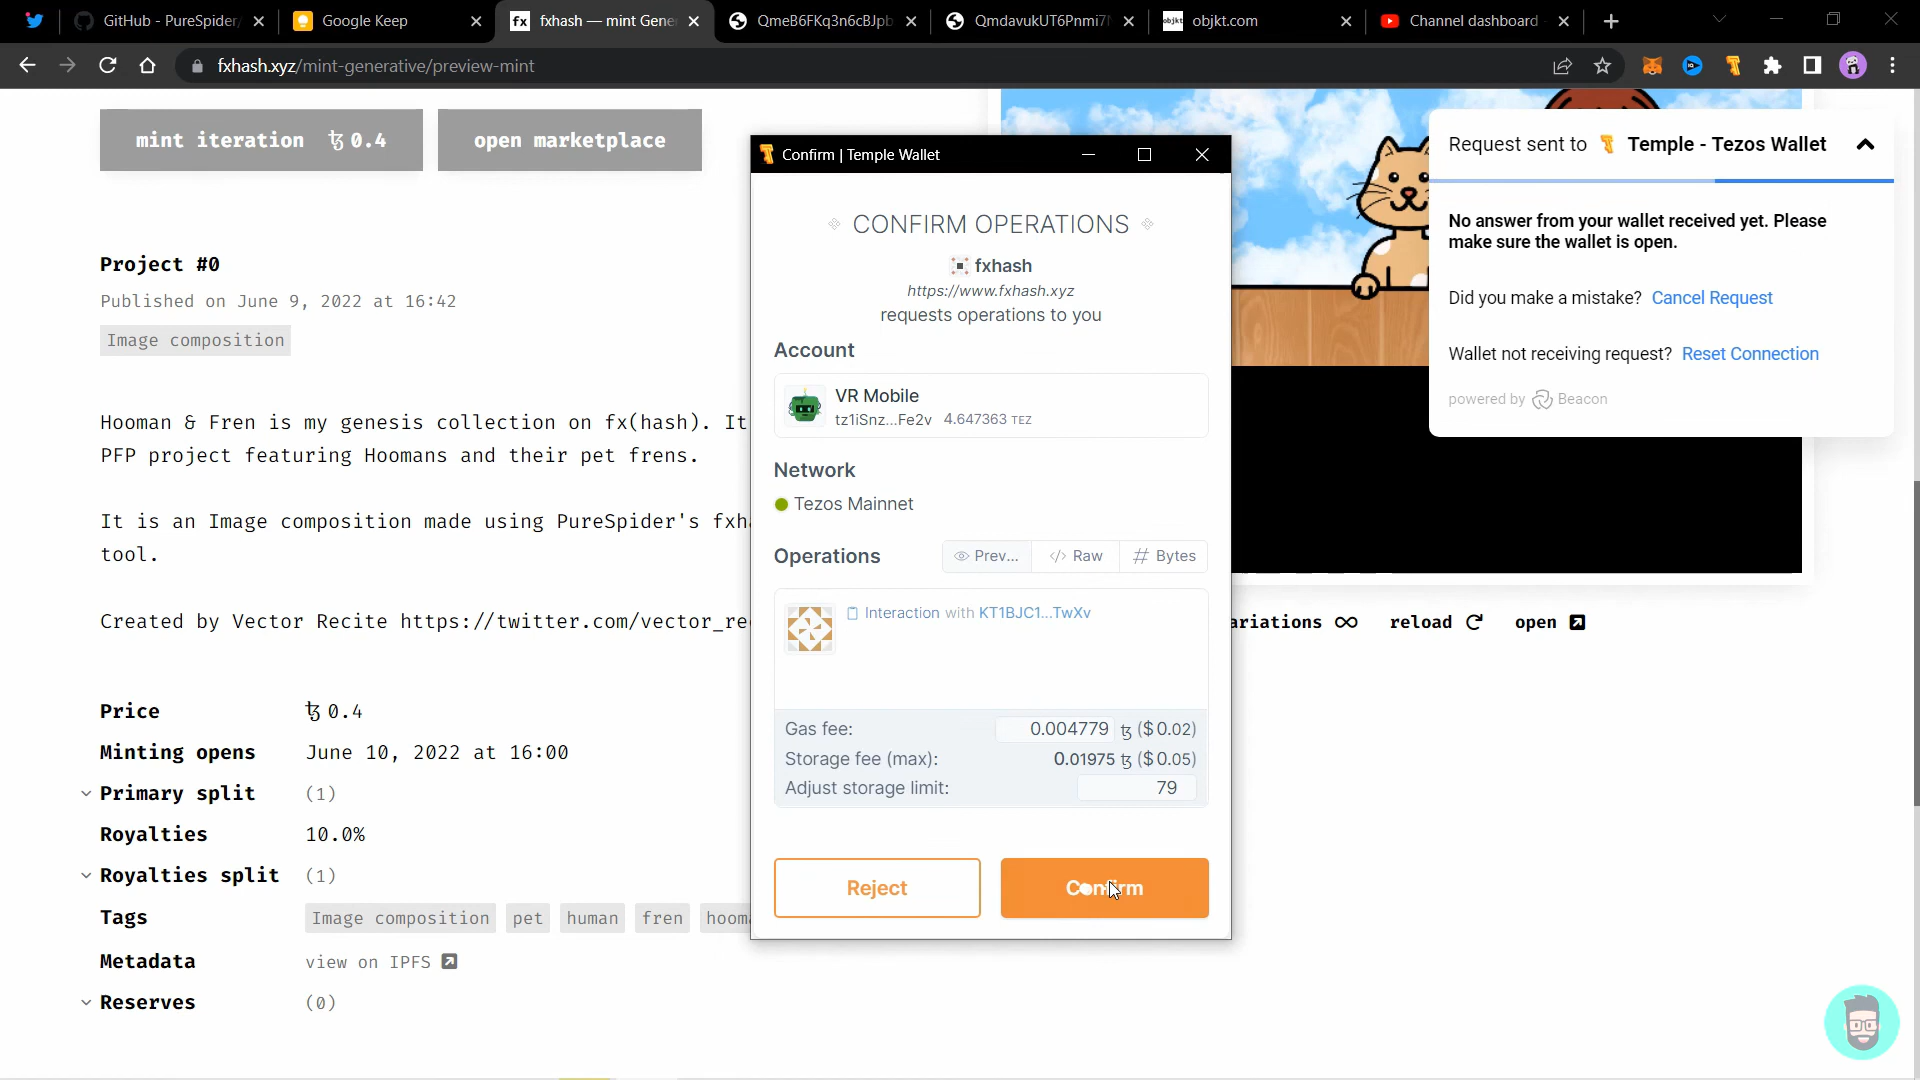 GitHub - PureSpider/
Google Keep
fxhash — mint Gene
QmeB6FKq3n6cBJpb
QmdavukUT6Pnmi7
objkt.com
Channel dashboard
fxhash.xyz/mint-generative/preview-mint
mint iteration ꜩ 0.4
open marketplace
Project #0
Published on June 9, 2022 at 16:42
Image composition
Hooman & Fren is my genesis collection on fx(hash). It
PFP project featuring Hoomans and their pet frens.
It is an Image composition made using PureSpider's fxh
tool.
Created by Vector Recite https://twitter.com/vector_re
Price ꜩ 0.4
Minting opens June 10, 2022 at 16:00
Primary split (1)
Royalties 10.0%
Royalties split (1)
Tags Image composition pet human fren hooma
Metadata view on IPFS
Reserves (0)
Confirm | Temple Wallet
CONFIRM OPERATIONS
fxhash
https://www.fxhash.xyz
requests operations to you
Account
VR Mobile
tz1iSnz...Fe2v 4.647363 TEZ
Network
Tezos Mainnet
Operations Prev... </> Raw # Bytes
Interaction with KT1BJC1...TwXv
Gas fee: 0.004779 ꜩ ($0.02)
Storage fee (max): 0.01975 ꜩ ($0.05)
Adjust storage limit: 79
Reject
Confirm
Request sent to Temple - Tezos Wallet
No answer from your wallet received yet. Please
make sure the wallet is open.
Did you make a mistake? Cancel Request
Wallet not receiving request? Reset Connection
powered by Beacon
ariations ∞ reload open